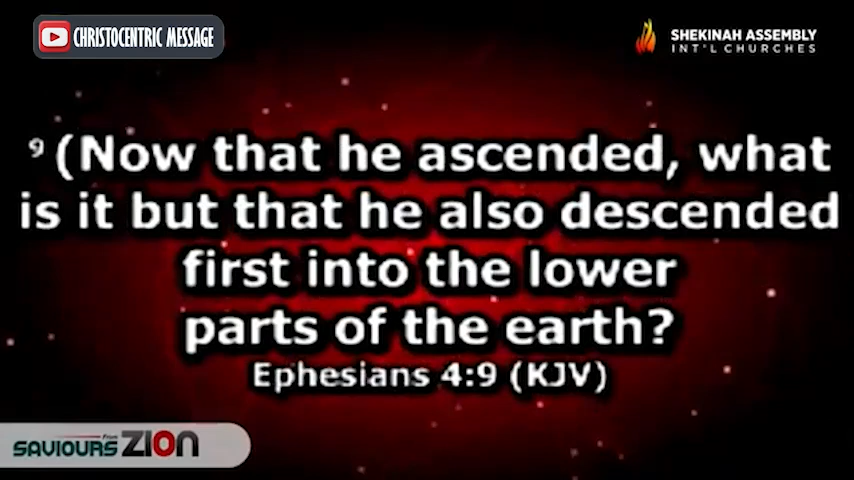 CHRISTOCENTRIC MESSAGE
SHEKINAH ASSEMBLY
INT'L CHURCHES
9 (Now that he ascended, what
is it but that he also descended
first into the lower
parts of the earth?
Ephesians 4:9 (KJV)
SAVIOURS From ZION